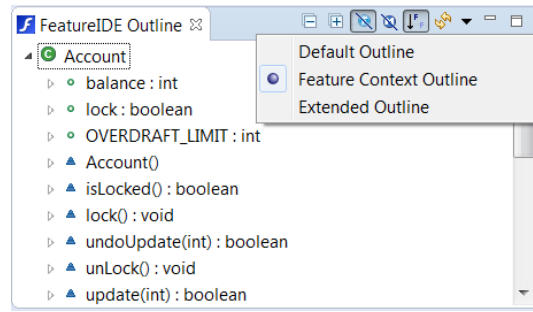 FeatureIDE Outline
Default Outline
Feature Context Outline
Extended Outline
Account
balance : int
lock : boolean
OVERDRAFT_LIMIT : int
Account()
isLocked() : boolean
lock() : void
undoUpdate(int) : boolean
unLock() : void
update(int) : boolean